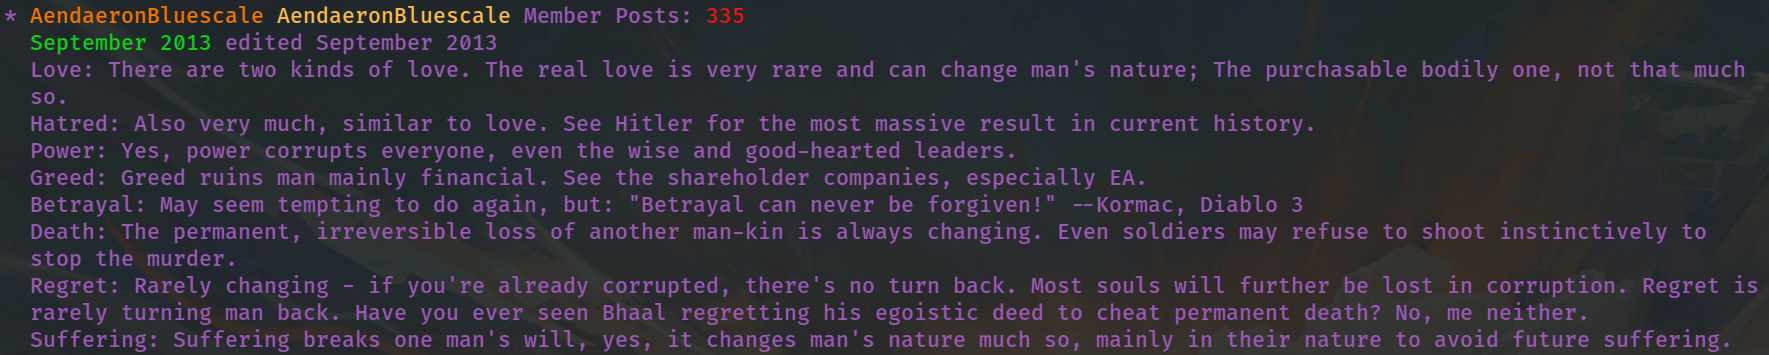 * AendaeronBluescale AendaeronBluescale Member Posts: 335
September 2013 edited September 2013
Love: There are two kinds of love. The real love is very rare and can change man's nature; The purchasable bodily one, not that much
so.
Hatred: Also very much, similar to love. See Hitler for the most massive result in current history.
Power: Yes, power corrupts everyone, even the wise and good-hearted leaders.
Greed: Greed ruins man mainly financial. See the shareholder companies, especially EA.
Betrayal: May seem tempting to do again, but: "Betrayal can never be forgiven!" --Kormac, Diablo 3
Death: The permanent, irreversible loss of another man-kin is always changing. Even soldiers may refuse to shoot instinctively to
stop the murder.
Regret: Rarely changing - if you're already corrupted, there's no turn back. Most souls will further be lost in corruption. Regret is
rarely turning man back. Have you ever seen Bhaal regretting his egoistic deed to cheat permanent death? No, me neither.
Suffering: Suffering breaks one man's will, yes, it changes man's nature much so, mainly in their nature to avoid future suffering.